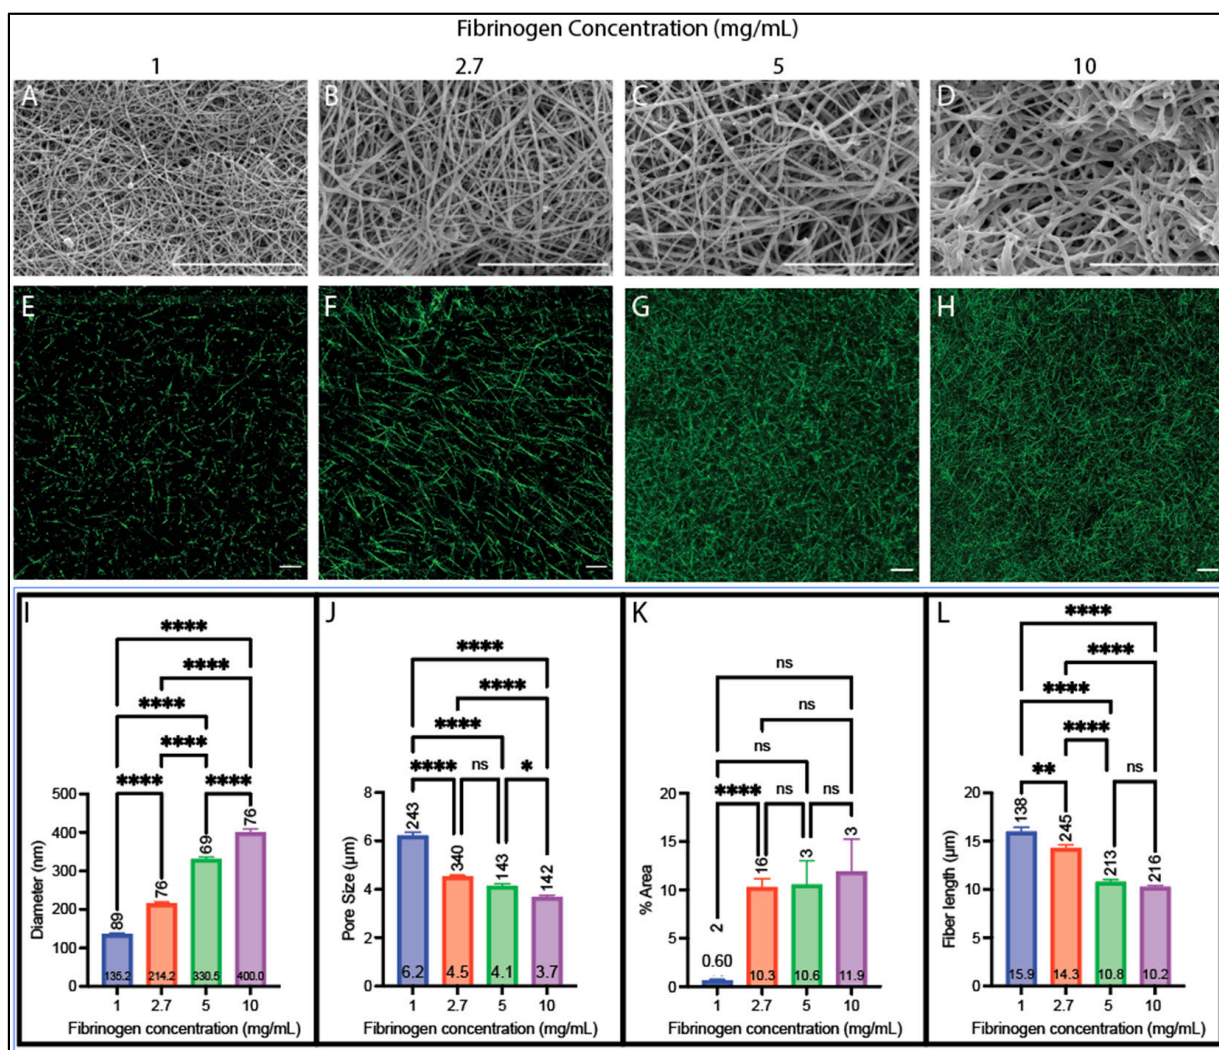 Fibrinogen Concentration (mg/mL)
1 2.7 5 10
A B C D
E F G H
I
****
****
****
****
**** ****
Diameter (nm)
500
400
300
200
100
0
89 76 69 76
135.2 214.2 330.5 400.0
1 2.7 5 10
Fibrinogen concentration (mg/mL)
J
****
****
****
**** ns *
Pore Size (µm)
8
6
4
2
0
243 340 143 142
6.2 4.5 4.1 3.7
1 2.7 5 10
Fibrinogen concentration (mg/mL)
K
ns
ns
ns
**** ns ns
% Area
20
15
10
5
0
2 16 3 3
0.60 10.3 10.6 11.9
1 2.7 5 10
Fibrinogen concentration (mg/mL)
L
****
****
****
****
** ns
Fiber length (µm)
20
15
10
5
0
138 245 213 216
15.9 14.3 10.8 10.2
1 2.7 5 10
Fibrinogen concentration (mg/mL)